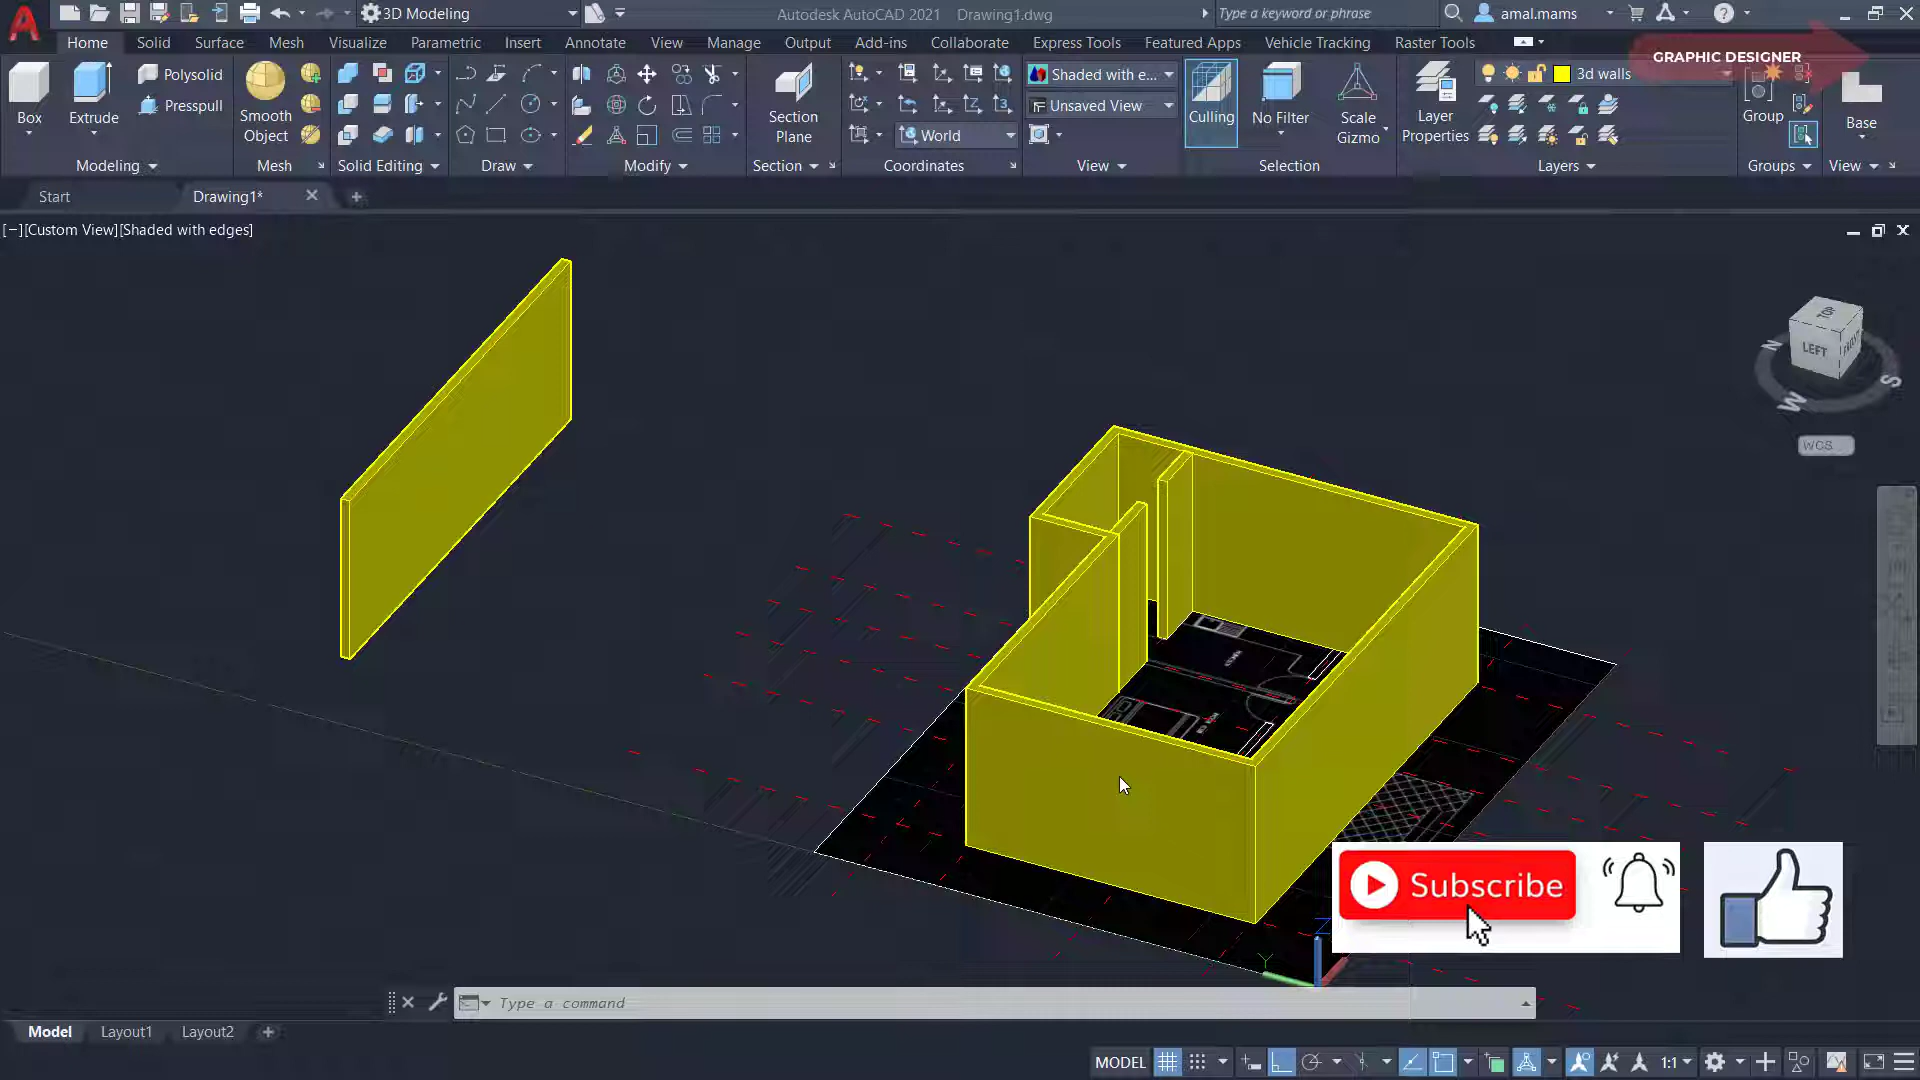 3D Modeling
Autodesk AutoCAD 2021 Drawing1.dwg
Type a keyword or phrase
amal.mams
Home Solid Surface Mesh Visualize Parametric Insert Annotate View Manage Output Add-ins Collaborate Express Tools Featured Apps Vehicle Tracking Raster Tools
GRAPHIC DESIGNER
Box
Extrude
Polysolid
Presspull
Smooth
Object
Section
Plane
World
Shaded with e...
Unsaved View
Culling
No Filter
Scale
Gizmo
Layer
Properties
3d walls
Group
Base
Modeling Mesh Solid Editing Draw Modify Section Coordinates View Selection Layers Groups View
Start Drawing1*
[−][Custom View][Shaded with edges]
TOP
LEFT
N
S
W
WCS
KITCHEN
Z
Y
Subscribe
Type a command
Model Layout1 Layout2
MODEL 1:1